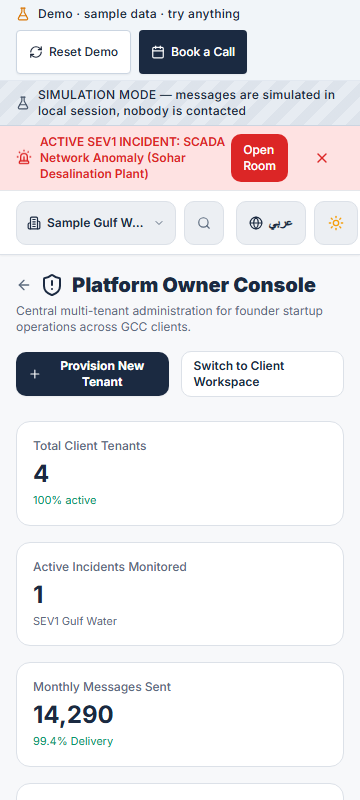 Demo · sample data · try anything
Reset Demo
Book a Call
SIMULATION MODE — messages are simulated in
local session, nobody is contacted
ACTIVE SEV1 INCIDENT: SCADA
Network Anomaly (Sohar
Desalination Plant)
Open
Room
Sample Gulf W...
عربي
Platform Owner Console
Central multi-tenant administration for founder startup
operations across GCC clients.
Provision New
Tenant
Switch to Client
Workspace
Total Client Tenants
4
100% active
Active Incidents Monitored
1
SEV1 Gulf Water
Monthly Messages Sent
14,290
99.4% Delivery